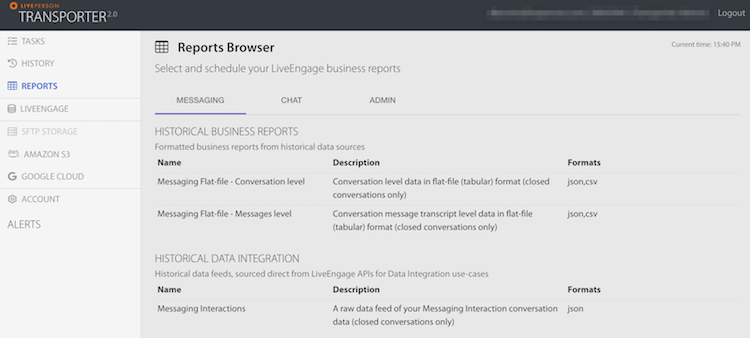 LIVEPERSON
TRANSPORTER 2.0
Logout
TASKS
HISTORY
REPORTS
LIVEENGAGE
SFTP STORAGE
AMAZON S3
GOOGLE CLOUD
ACCOUNT
ALERTS
Reports Browser
Current time: 15:40 PM
Select and schedule your LiveEngage business reports
MESSAGING CHAT ADMIN
HISTORICAL BUSINESS REPORTS
Formatted business reports from historical data sources
Name Description Formats
Messaging Flat-file - Conversation level Conversation level data in flat-file (tabular) format (closed json,csv
conversations only)
Messaging Flat-file - Messages level Conversation message transcript level data in flat-file json,csv
(tabular) format (closed conversations only)
HISTORICAL DATA INTEGRATION
Historical data feeds, sourced direct from LiveEngage APIs for Data Integration use-cases
Name Description Formats
Messaging Interactions A raw data feed of your Messaging Interaction conversation json
data (closed conversations only)